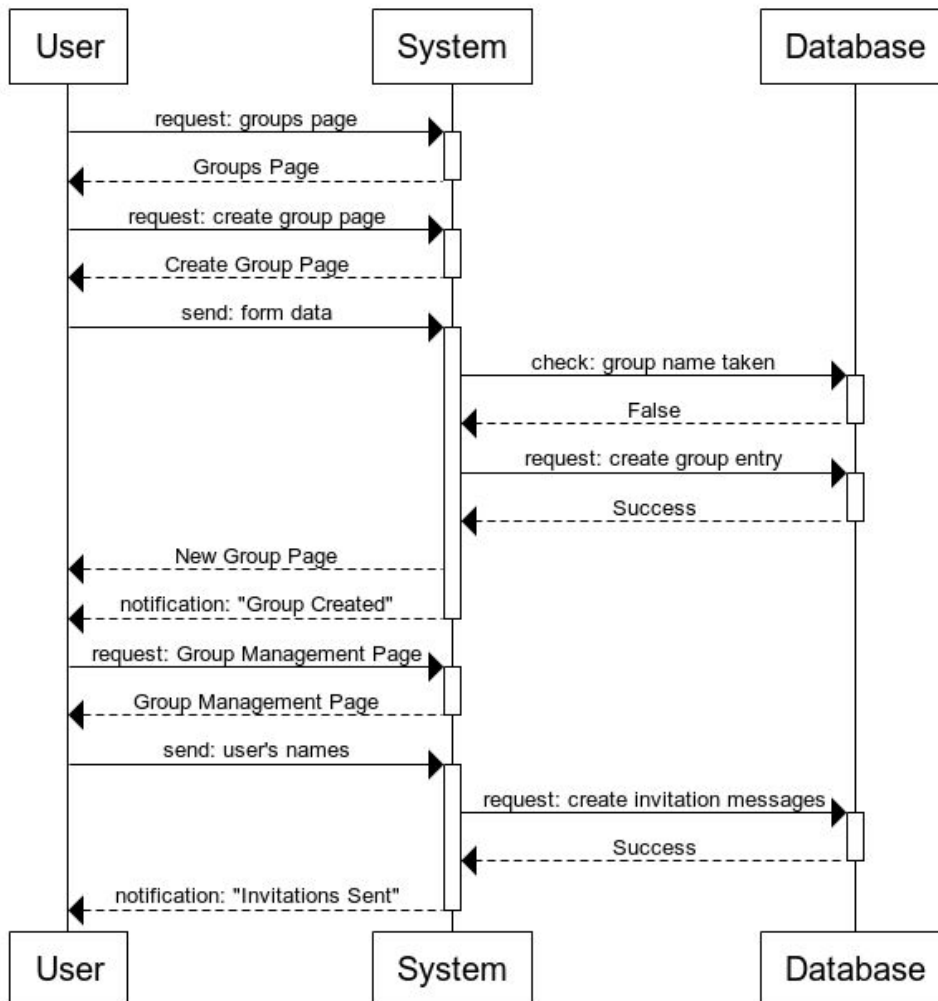 User
System
Database
request: groups page
Groups Page
request: create group page
Create Group Page
send: form data
check: group name taken
False
request: create group entry
Success
New Group Page
notification: "Group Created"
request: Group Management Page
Group Management Page
send: user's names
request: create invitation messages
Success
notification: "Invitations Sent"
User
System
Database